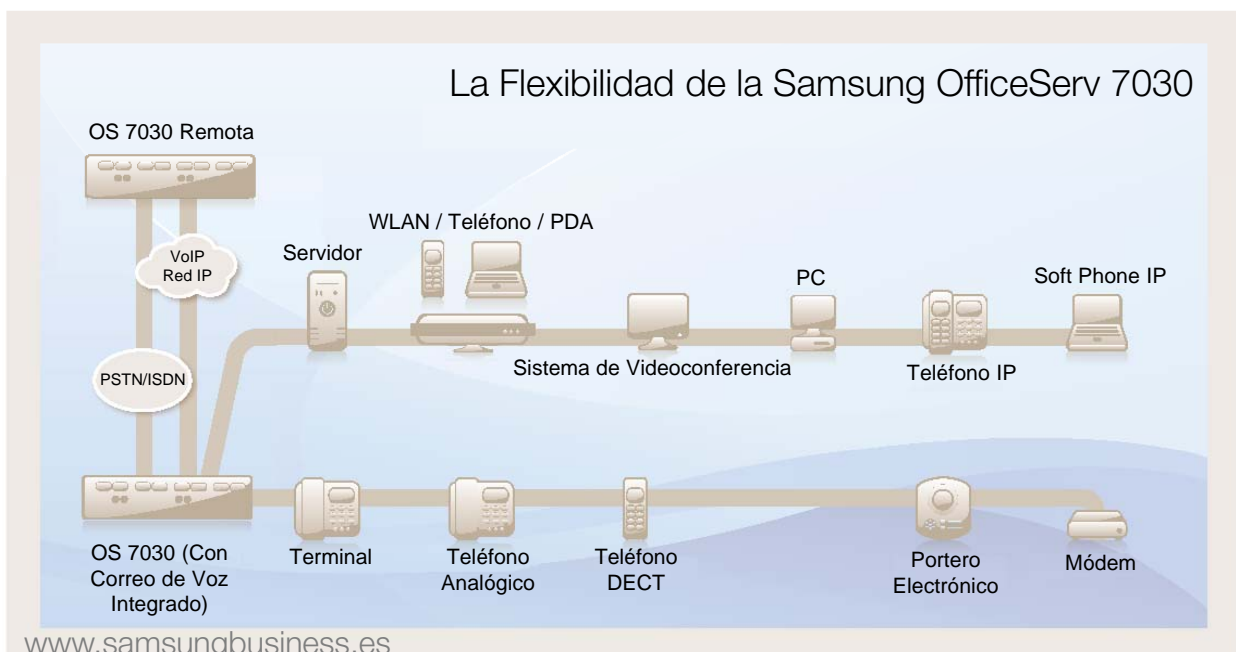 La Flexibilidad de la Samsung OfficeServ 7030
OS 7030 Remota
WLAN / Teléfono / PDA
VoIP
Red IP
Servidor
PC
Soft Phone IP
Sistema de Videoconferencia
Teléfono IP
PSTN/ISDN
OS 7030 (Con
Correo de Voz
Integrado)
Terminal
Teléfono
Analógico
Teléfono
DECT
Portero
Electrónico
Módem
www.samsungbusiness.es